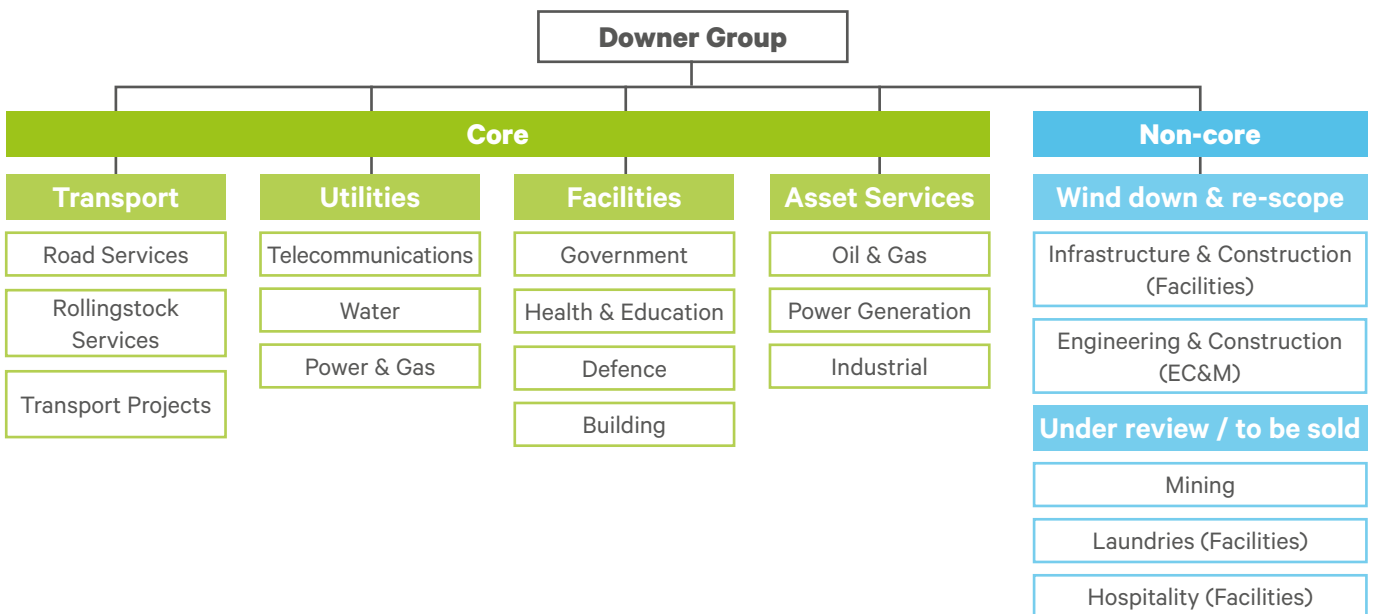 Downer Group
Core
Non-core
Transport
Road Services
Rollingstock
Services
Transport Projects
Utilities
Telecommunications
Water
Power & Gas
Facilities
Government
Health & Education
Defence
Building
Asset Services
Oil & Gas
Power Generation
Industrial
Wind down & re-scope
Infrastructure & Construction
(Facilities)
Engineering & Construction
(EC&M)
Under review / to be sold
Mining
Laundries (Facilities)
Hospitality (Facilities)